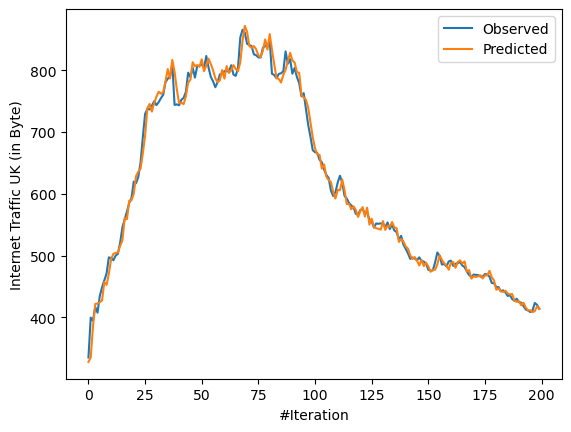 Observed
Predicted
Internet Traffic UK (in Byte)
800
700
600
500
400
0 25 50 75 100 125 150 175 200
#Iteration